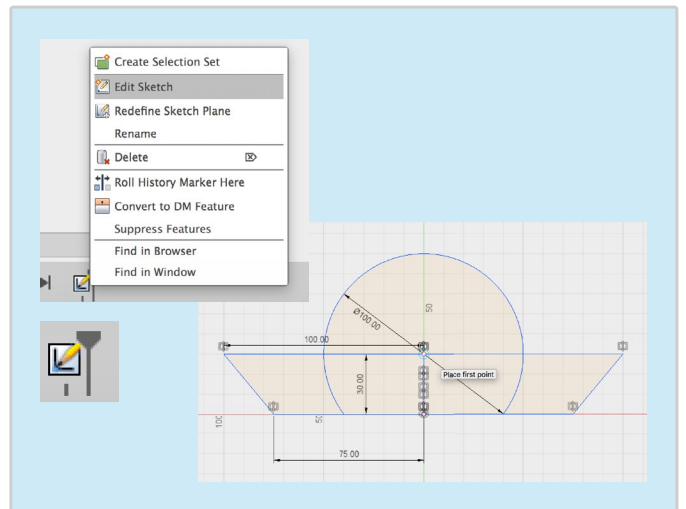 Create Selection Set
Edit Sketch
Redefine Sketch Plane
Rename
Delete
Roll History Marker Here
Convert to DM Feature
Suppress Features
Find in Browser
Find in Window
50
Ø100.00
100.00
Place first point
30.00
100
50
75.00